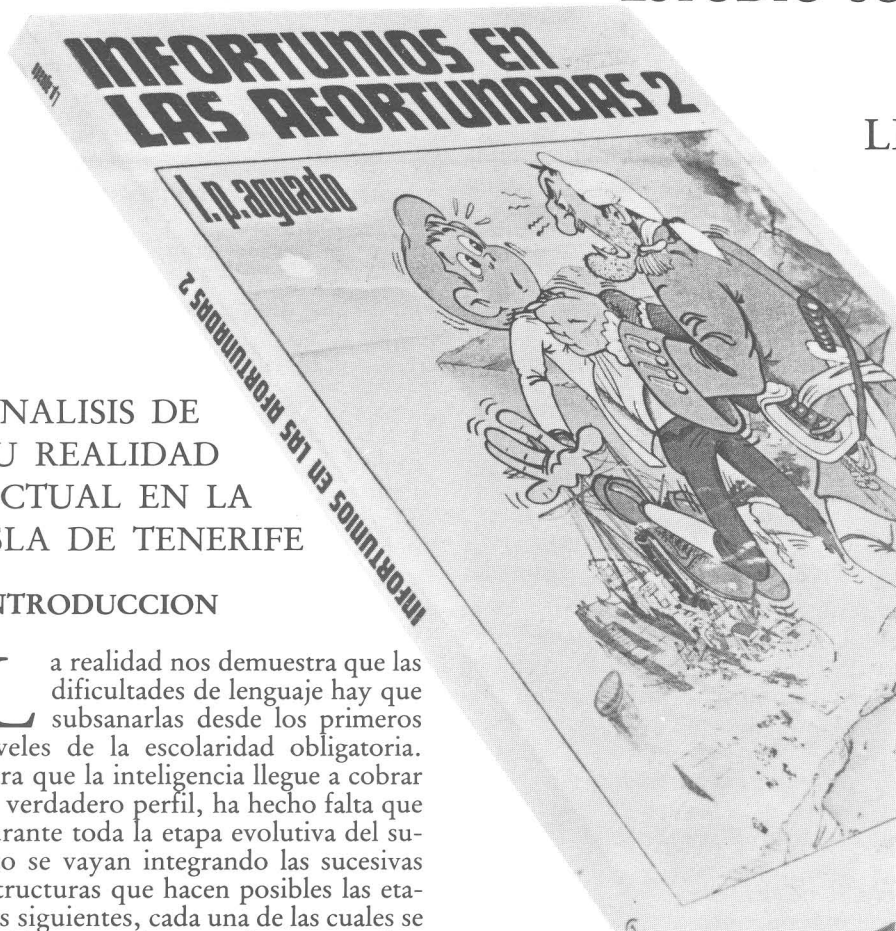 INFORTUNIOS EN
LAS AFORTUNADAS 2
l.p.aguado
INFORTUNIOS EN LAS AFORTUNADAS 2
NALISIS DE
U REALIDAD
CTUAL EN LA
SLA DE TENERIFE
NTRODUCCION
La realidad nos demuestra que las
dificultades de lenguaje hay que
subsanarlas desde los primeros
veles de la escolaridad obligatoria.
ra que la inteligencia llegue a cobrar
verdadero perfil, ha hecho falta que
urante toda la etapa evolutiva del su-
o se vayan integrando las sucesivas
structuras que hacen posibles las eta-
s siguientes, cada una de las cuales se